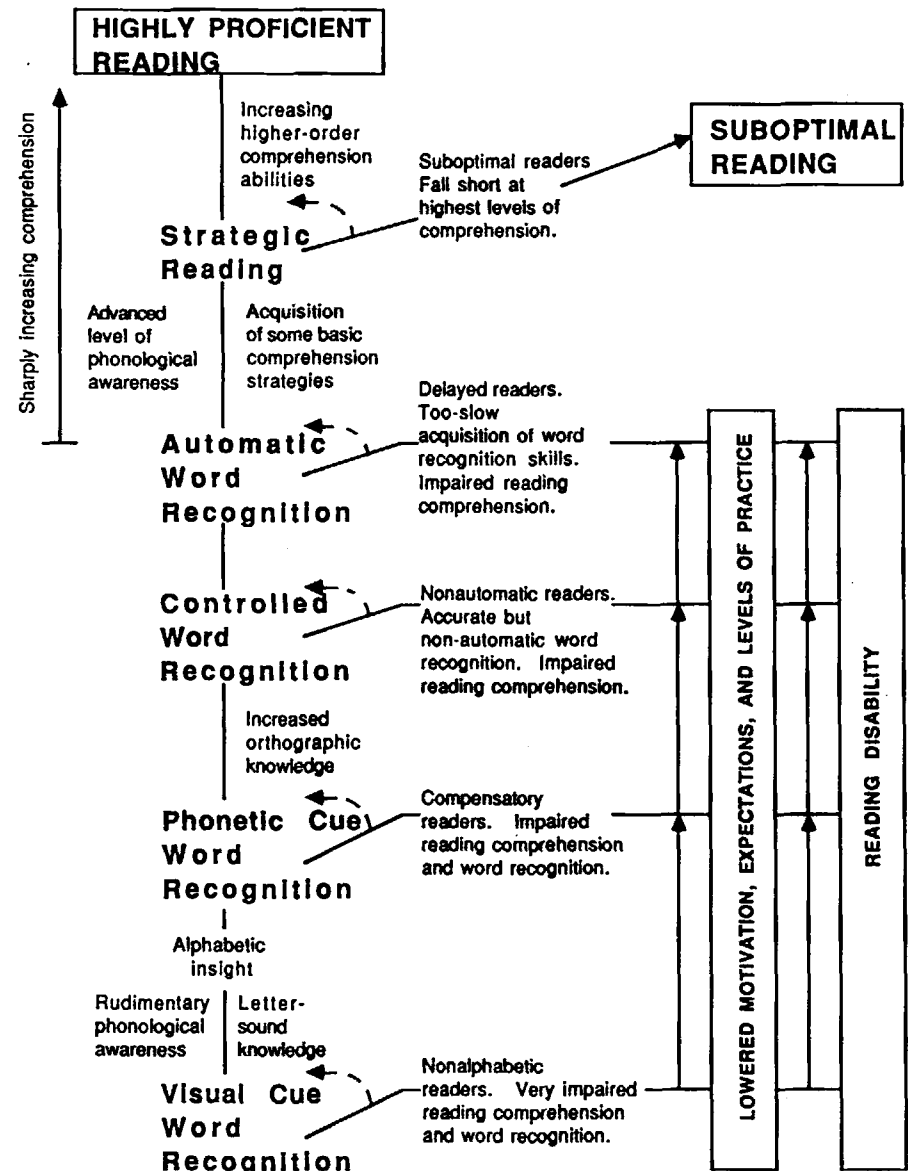 HIGHLY PROFICIENT
READING
Increasing
higher-order
comprehension
abilities
Sharply increasing comprehension
SUBOPTIMAL
READING
Suboptimal readers
Fall short at
highest levels of
comprehension.
Strategic
Reading
Advanced
level of
phonological
awareness
Acquisition
of some basic
comprehension
strategies
Delayed readers.
Too-slow
acquisition of word
recognition skills.
Impaired reading
comprehension.
Automatic
Word
Recognition
Controlled
Word
Recognition
Nonautomatic readers.
Accurate but
non-automatic word
recognition. Impaired
reading comprehension.
Increased
orthographic
knowledge
Phonetic Cue
Word
Recognition
Compensatory
readers. Impaired
reading comprehension
and word recognition.
Alphabetic
insight
Rudimentary
phonological
awareness
Letter-
sound
knowledge
Visual Cue
Word
Recognition
Nonalphabetic
readers. Very impaired
reading comprehension
and word recognition.
LOWERED MOTIVATION, EXPECTATIONS, AND LEVELS OF PRACTICE
READING DISABILITY